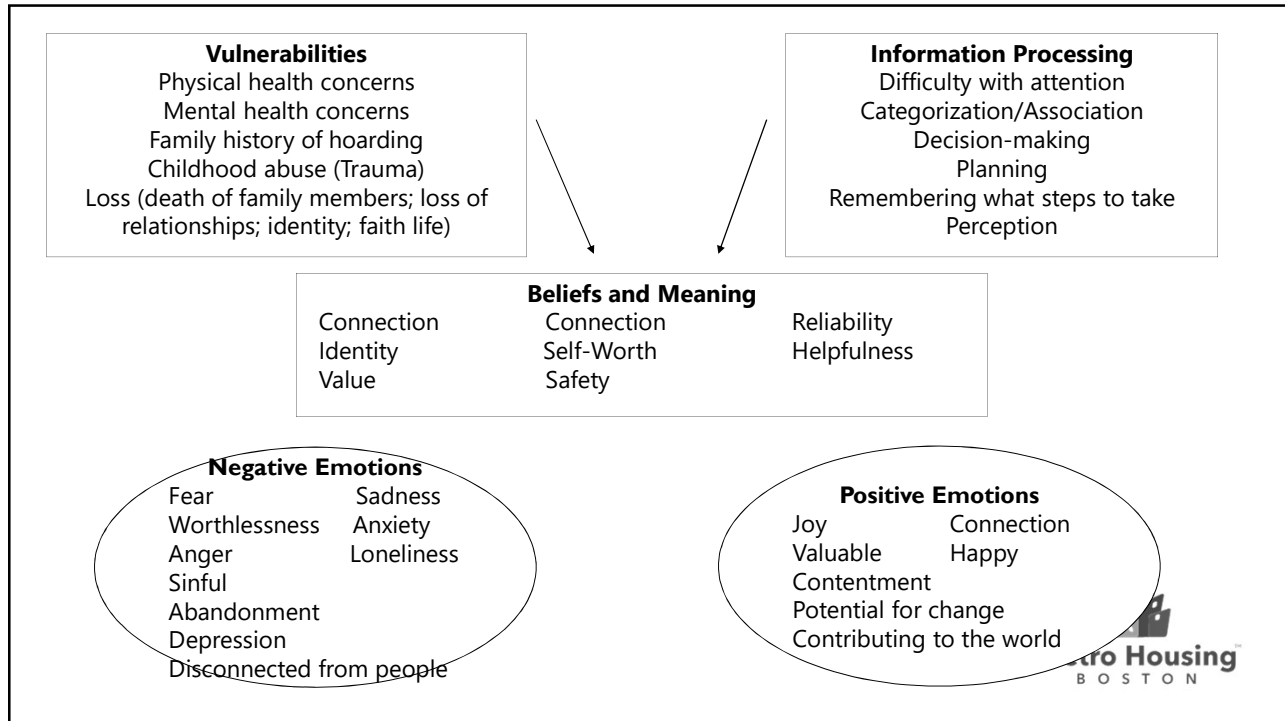 Vulnerabilities
Physical health concerns
Mental health concerns
Family history of hoarding
Childhood abuse (Trauma)
Loss (death of family members; loss of
relationships; identity; faith life)
Information Processing
Difficulty with attention
Categorization/Association
Decision-making
Planning
Remembering what steps to take
Perception
Beliefs and Meaning
Connection Connection Reliability
Identity Self-Worth Helpfulness
Value Safety
Negative Emotions
Fear Sadness
Worthlessness Anxiety
Anger Loneliness
Sinful
Abandonment
Depression
Disconnected from people
Positive Emotions
Joy Connection
Valuable Happy
Contentment
Potential for change
Contributing to the world
tro Housing
BOSTON